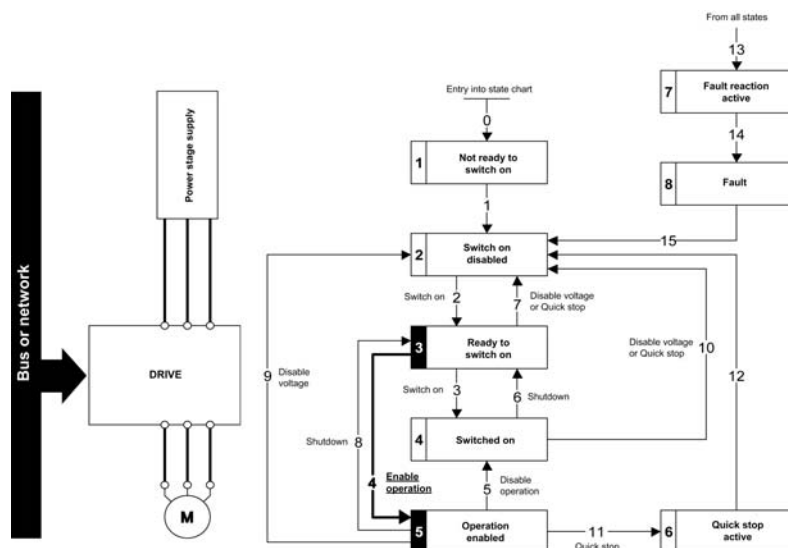 From all states
13
7
Fault reaction
active
14
8
Fault
15
Entry into state chart
0
1
Not ready to
switch on
1
2
Switch on
disabled
Switch on
2
7
Disable voltage
or Quick stop
3
Ready to
switch on
Switch on
3
6
Shutdown
4
Switched on
Disable voltage
or Quick stop
10
12
9
Disable
voltage
Shutdown
8
4
Enable
operation
5
Disable
operation
5
Operation
enabled
11
Quick stop
6
Quick stop
active
Bus or network
Power stage supply
DRIVE
M